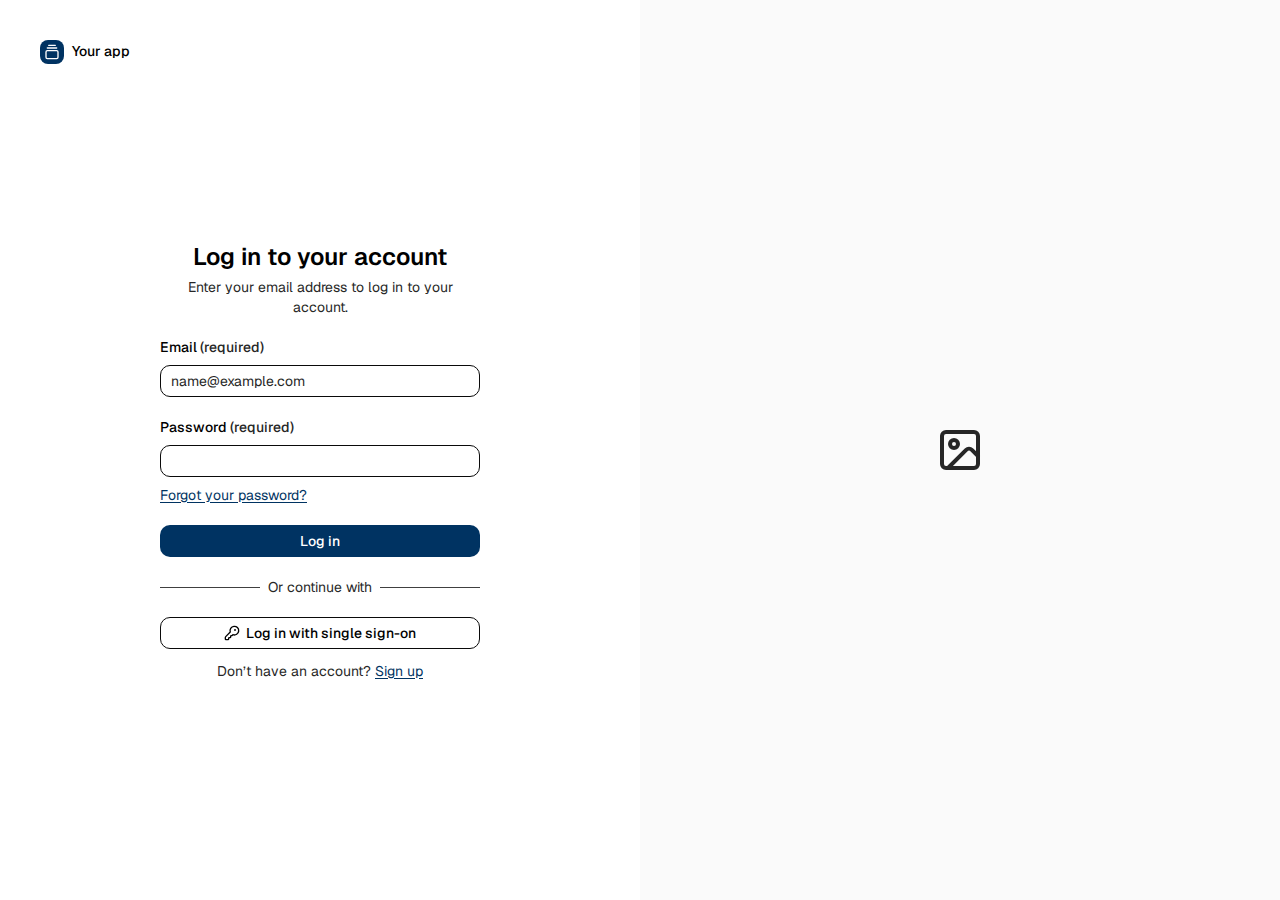 Your app
Log in to your account
Enter your email address to log in to your
account.
Email (required)
name@example.com
Password (required)
Forgot your password?
Log in
Or continue with
Log in with single sign-on
Don't have an account? Sign up